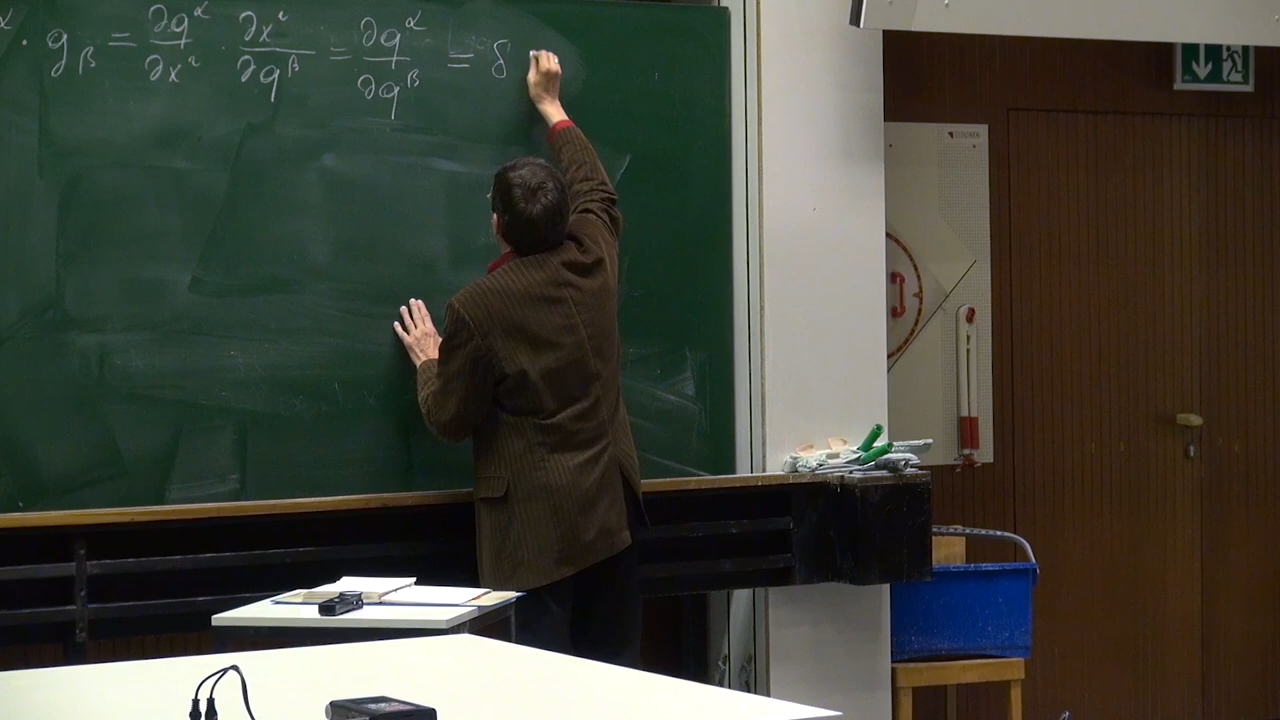 α · g_β = ∂q^α/∂x^i · ∂x^i/∂q^β = ∂q^α/∂q^β = δ